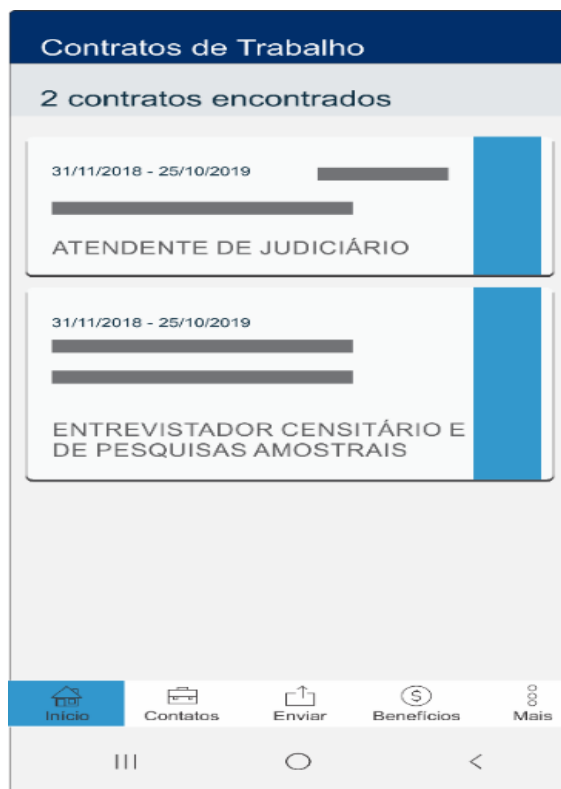 Contratos de Trabalho
2 contratos encontrados
31/11/2018 - 25/10/2019
ATENDENTE DE JUDICIÁRIO
31/11/2018 - 25/10/2019
ENTREVISTADOR CENSITÁRIO E
DE PESQUISAS AMOSTRAIS
Início Contatos Enviar Benefícios Mais